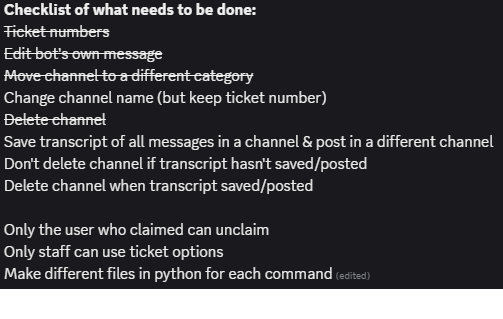 Checklist of what needs to be done:
Ticket numbers
Edit bot's own message
Move channel to a different category
Change channel name (but keep ticket number)
Delete channel
Save transcript of all messages in a channel & post in a different channel
Don't delete channel if transcript hasn't saved/posted
Delete channel when transcript saved/posted
Only the user who claimed can unclaim
Only staff can use ticket options
Make different files in python for each command (edited)